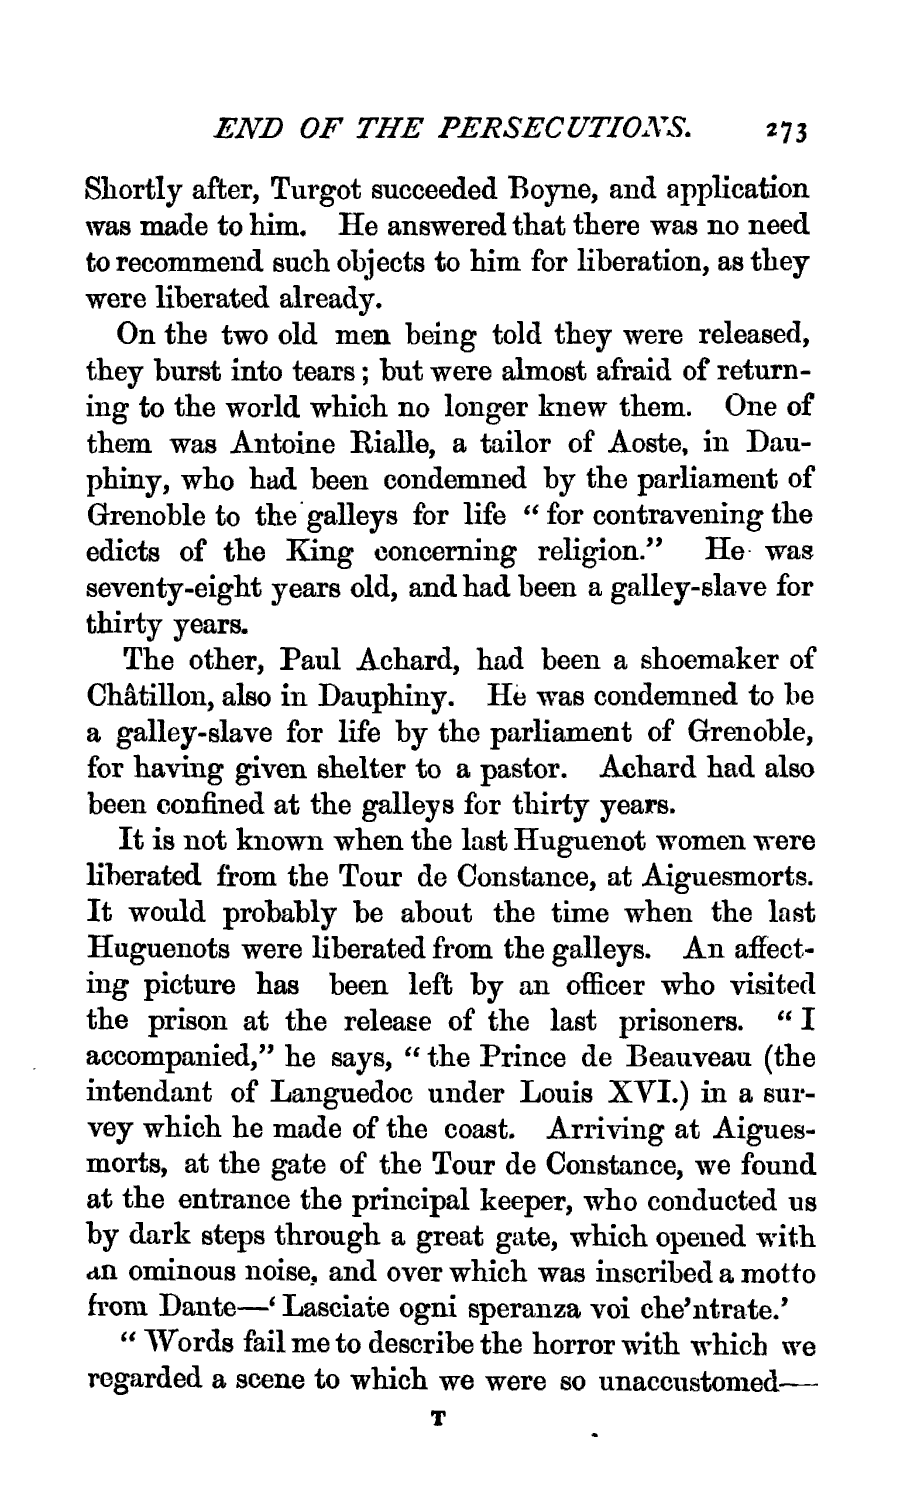 END OF THE PERSECUTIONS. 273
Shortly after, Turgot succeeded Boyne, and application
was made to him. He answered that there was no need
to recommend such objects to him for liberation, as they
were liberated already.
On the two old men being told they were released,
they burst into tears; but were almost afraid of return-
ing to the world which no longer knew them. One of
them was Antoine Rialle, a tailor of Aoste, in Dau-
phiny, who had been condemned by the parliament of
Grenoble to the galleys for life “for contravening the
edicts of the King concerning religion.” He was
seventy-eight years old, and had been a galley-slave for
thirty years.
The other, Paul Achard, had been a shoemaker of
Châtillon, also in Dauphiny. He was condemned to be
a galley-slave for life by the parliament of Grenoble,
for having given shelter to a pastor. Achard had also
been confined at the galleys for thirty years.
It is not known when the last Huguenot women were
liberated from the Tour de Constance, at Aiguesmorts.
It would probably be about the time when the last
Huguenots were liberated from the galleys. An affect-
ing picture has been left by an officer who visited
the prison at the release of the last prisoners. “I
accompanied,” he says, “the Prince de Beauveau (the
intendant of Languedoc under Louis XVI.) in a sur-
vey which he made of the coast. Arriving at Aigues-
morts, at the gate of the Tour de Constance, we found
at the entrance the principal keeper, who conducted us
by dark steps through a great gate, which opened with
an ominous noise, and over which was inscribed a motto
from Dante—‘Lasciate ogni speranza voi che’ntrate.’
“Words fail me to describe the horror with which we
regarded a scene to which we were so unaccustomed—
T